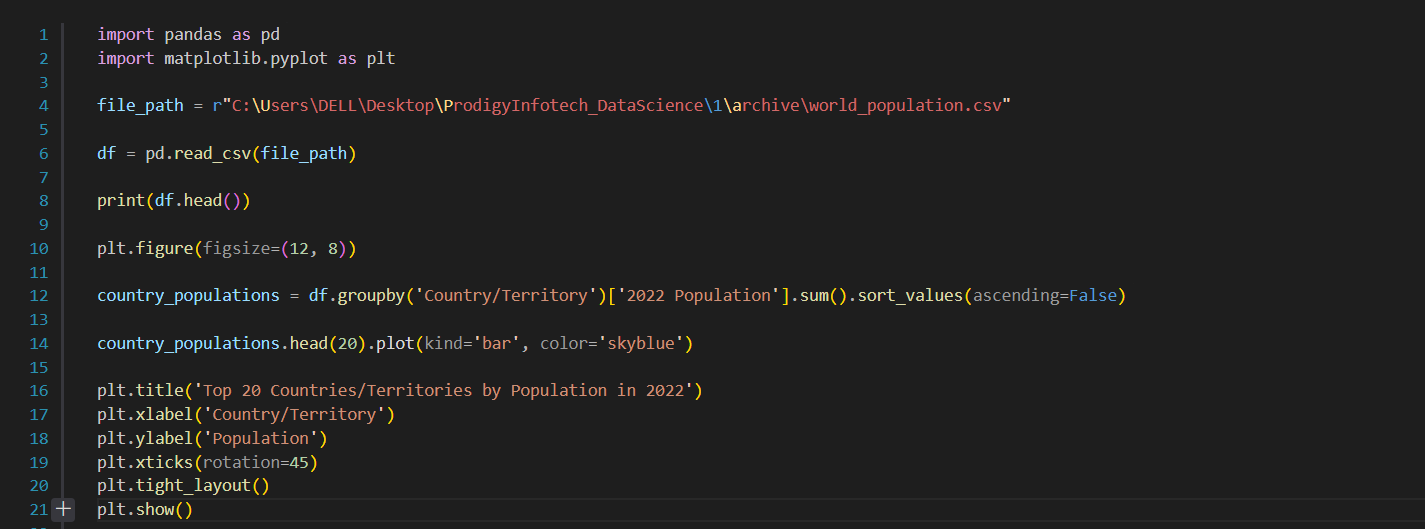 1 import pandas as pd
2 import matplotlib.pyplot as plt
3
4 file_path = r"C:\Users\DELL\Desktop\ProdigyInfotech_DataScience\1\archive\world_population.csv"
5
6 df = pd.read_csv(file_path)
7
8 print(df.head())
9
10 plt.figure(figsize=(12, 8))
11
12 country_populations = df.groupby('Country/Territory')['2022 Population'].sum().sort_values(ascending=False)
13
14 country_populations.head(20).plot(kind='bar', color='skyblue')
15
16 plt.title('Top 20 Countries/Territories by Population in 2022')
17 plt.xlabel('Country/Territory')
18 plt.ylabel('Population')
19 plt.xticks(rotation=45)
20 plt.tight_layout()
21 plt.show()